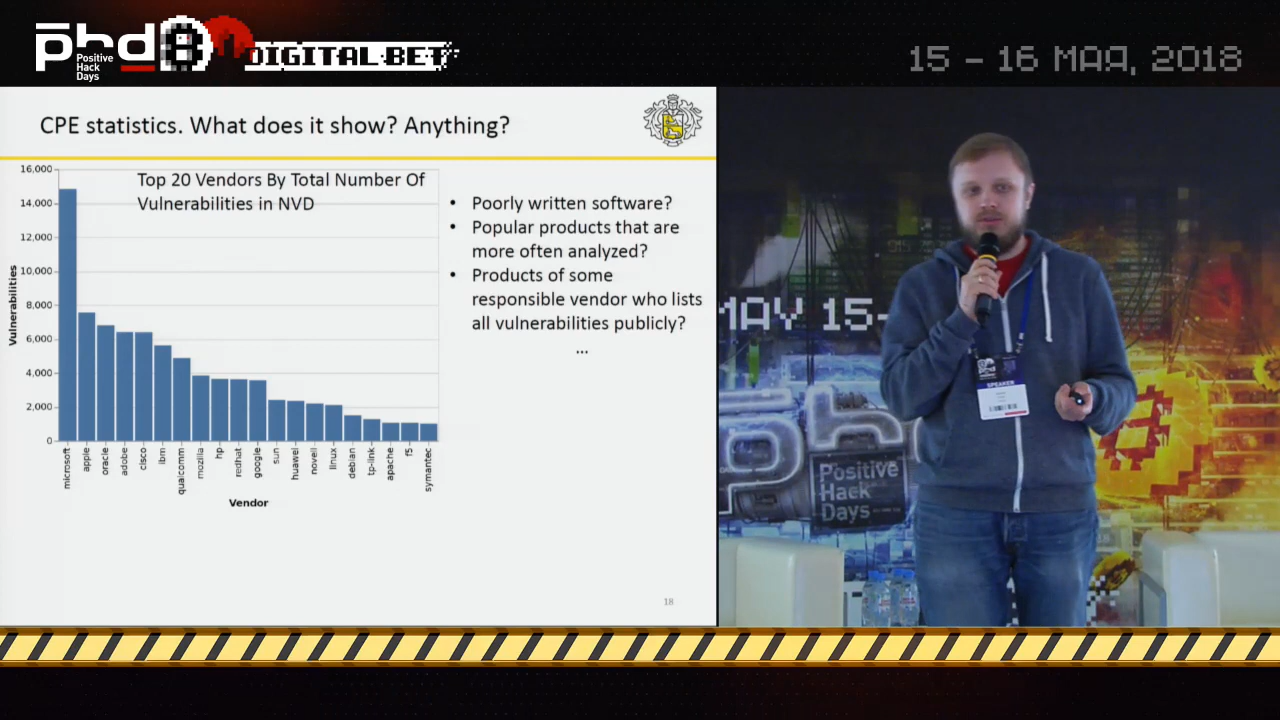 phd
Positive
Hack
Days
DIGITAL BET
15 – 16 МАЯ, 2018
CPE statistics. What does it show? Anything?
Top 20 Vendors By Total Number Of
Vulnerabilities in NVD
16,000
14,000
12,000
10,000
8,000
6,000
4,000
2,000
0
Vulnerabilities
microsoft
apple
oracle
adobe
cisco
ibm
qualcomm
mozilla
hp
redhat
google
sun
huawei
novell
linux
debian
tp-link
apache
f5
symantec
Vendor
• Poorly written software?
• Popular products that are
more often analyzed?
• Products of some
responsible vendor who lists
all vulnerabilities publicly?
...
18
MAY 15-
phd
SPEAKER
Positive
Hack
Days